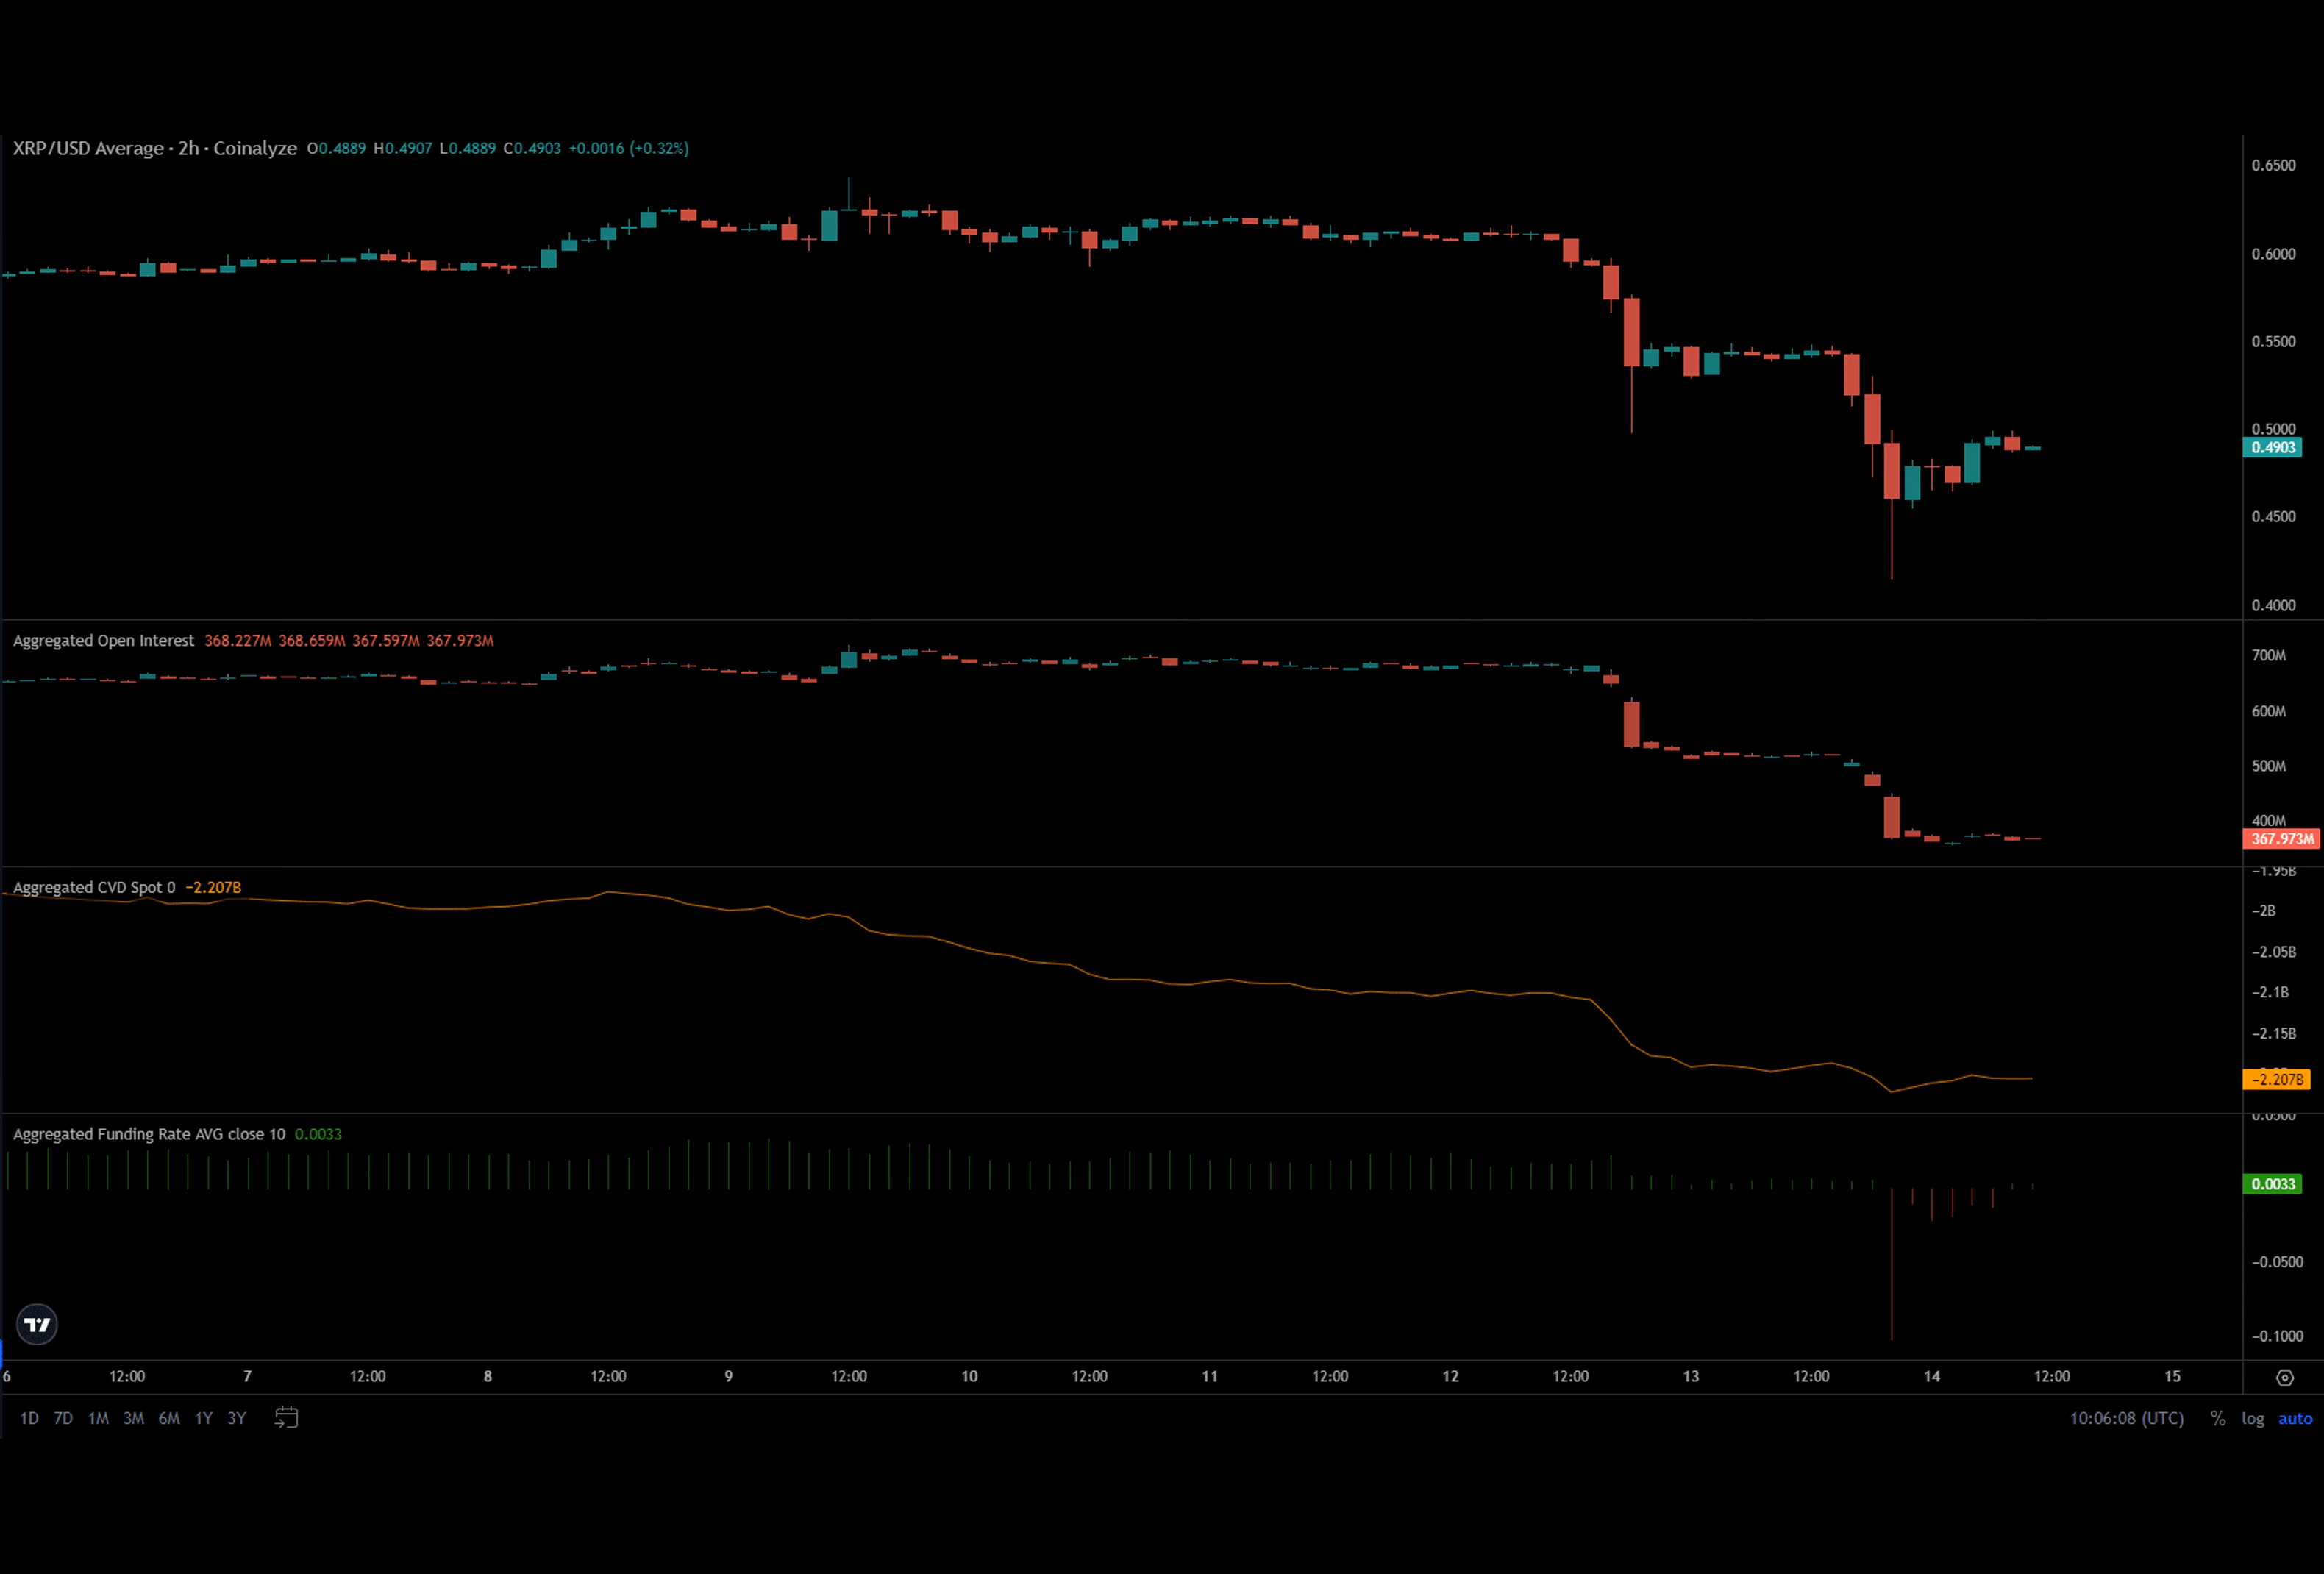 XRP/USD Average · 2h · Coinalyze O0.4889 H0.4907 L0.4889 C0.4903 +0.0016 (+0.32%)
0.6500
0.6000
0.5500
0.5000
0.4903
0.4500
0.4000
Aggregated Open Interest 368.227M 368.659M 367.597M 367.973M
700M
600M
500M
400M
367.973M
−1.95B
Aggregated CVD Spot 0 −2.207B
−2B
−2.05B
−2.1B
−2.15B
−2.207B
0.0500
Aggregated Funding Rate AVG close 10 0.0033
0.0033
−0.0500
−0.1000
6 12:00 7 12:00 8 12:00 9 12:00 10 12:00 11 12:00 12 12:00 13 12:00 14 12:00 15
1D 7D 1M 3M 6M 1Y 3Y 10:06:08 (UTC) % log auto